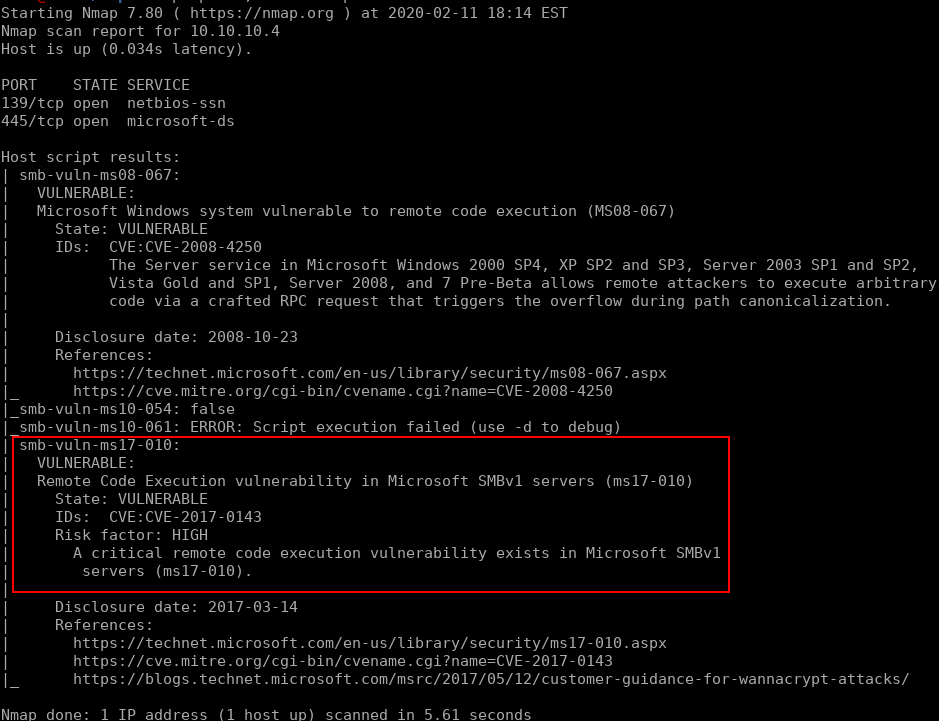 Starting Nmap 7.80 ( https://nmap.org ) at 2020-02-11 18:14 EST
Nmap scan report for 10.10.10.4
Host is up (0.034s latency).

PORT    STATE SERVICE
139/tcp open  netbios-ssn
445/tcp open  microsoft-ds

Host script results:
| smb-vuln-ms08-067:
|   VULNERABLE:
|   Microsoft Windows system vulnerable to remote code execution (MS08-067)
|     State: VULNERABLE
|     IDs:  CVE:CVE-2008-4250
|           The Server service in Microsoft Windows 2000 SP4, XP SP2 and SP3, Server 2003 SP1 and SP2,
|           Vista Gold and SP1, Server 2008, and 7 Pre-Beta allows remote attackers to execute arbitrary
|           code via a crafted RPC request that triggers the overflow during path canonicalization.
|
|     Disclosure date: 2008-10-23
|     References:
|       https://technet.microsoft.com/en-us/library/security/ms08-067.aspx
|_      https://cve.mitre.org/cgi-bin/cvename.cgi?name=CVE-2008-4250
|_smb-vuln-ms10-054: false
|_smb-vuln-ms10-061: ERROR: Script execution failed (use -d to debug)
| smb-vuln-ms17-010:
|   VULNERABLE:
|   Remote Code Execution vulnerability in Microsoft SMBv1 servers (ms17-010)
|     State: VULNERABLE
|     IDs:  CVE:CVE-2017-0143
|     Risk factor: HIGH
|       A critical remote code execution vulnerability exists in Microsoft SMBv1
|        servers (ms17-010).
|
|     Disclosure date: 2017-03-14
|     References:
|       https://technet.microsoft.com/en-us/library/security/ms17-010.aspx
|       https://cve.mitre.org/cgi-bin/cvename.cgi?name=CVE-2017-0143
|_      https://blogs.technet.microsoft.com/msrc/2017/05/12/customer-guidance-for-wannacrypt-attacks/

Nmap done: 1 IP address (1 host up) scanned in 5.61 seconds